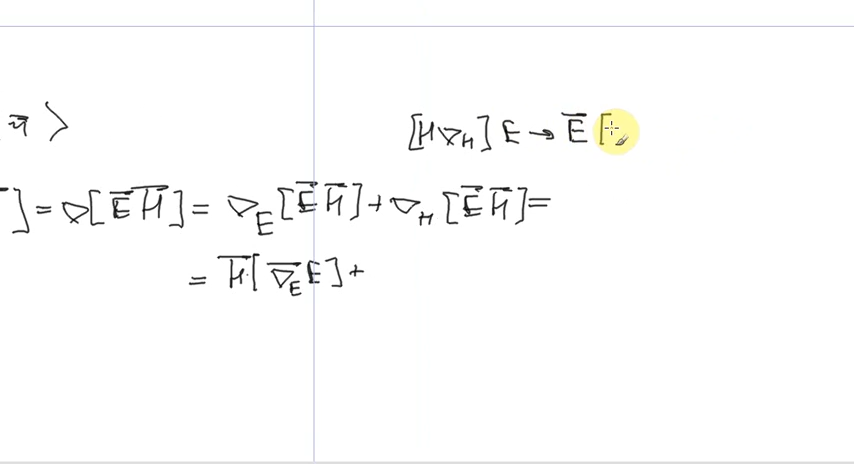 [H∇_H] E → E̅ [
] = ∇[E̅ H̅] = ∇_E [E̅ H̅] + ∇_H [E̅ H̅] =
= H̅[∇̅_E E] +